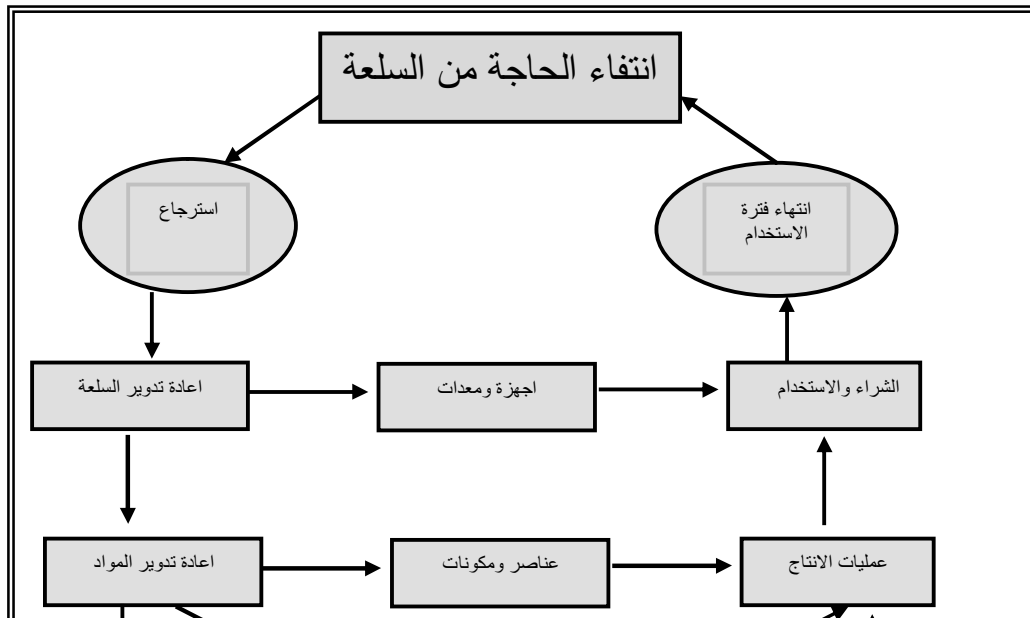 انتفاء الحاجة من السلعة
استرجاع
انتهاء فترة
الاستخدام
اعادة تدوير السلعة
اجهزة ومعدات
الشراء والاستخدام
اعادة تدوير المواد
عناصر ومكونات
عمليات الانتاج